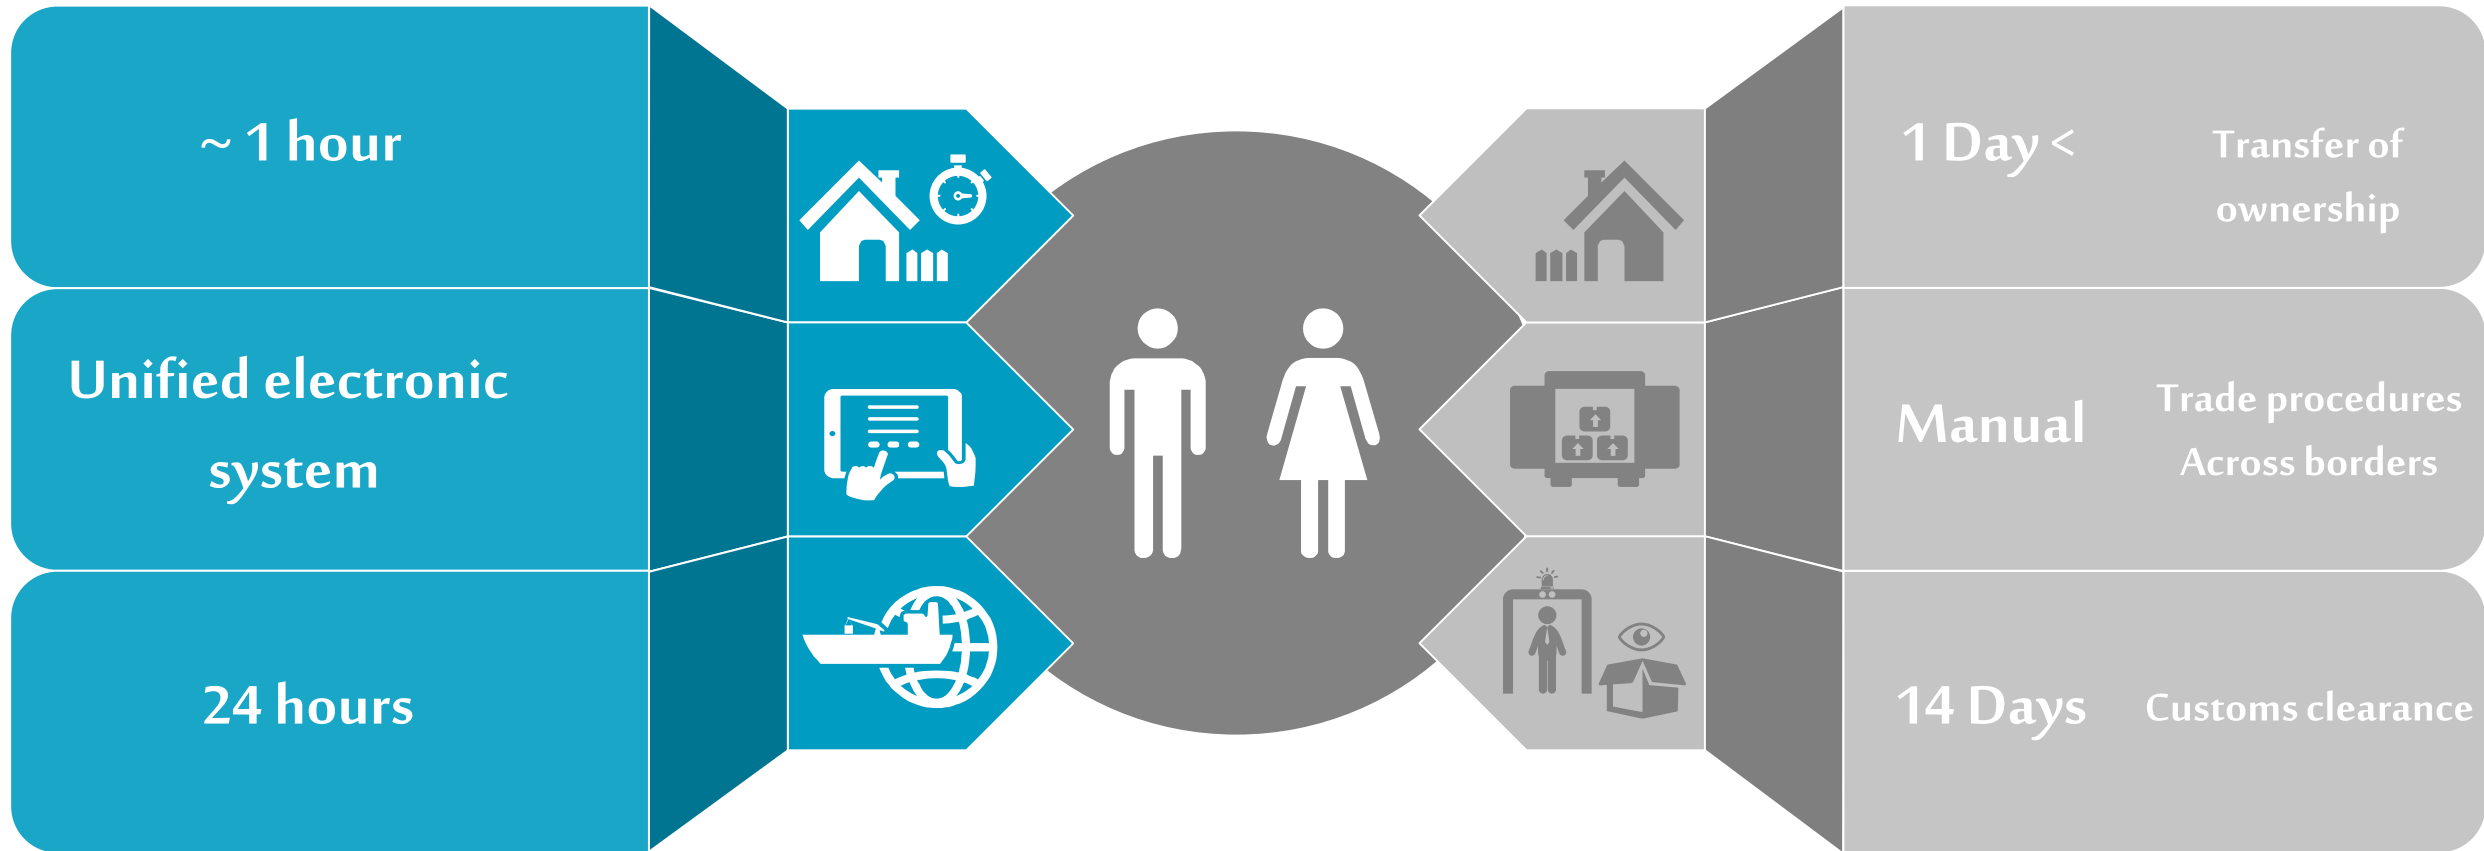 ~ 1 hour
1 Day <
Transfer of
ownership
Unified electronic
system
Manual
Trade procedures
Across borders
24 hours
14 Days
Customs clearance